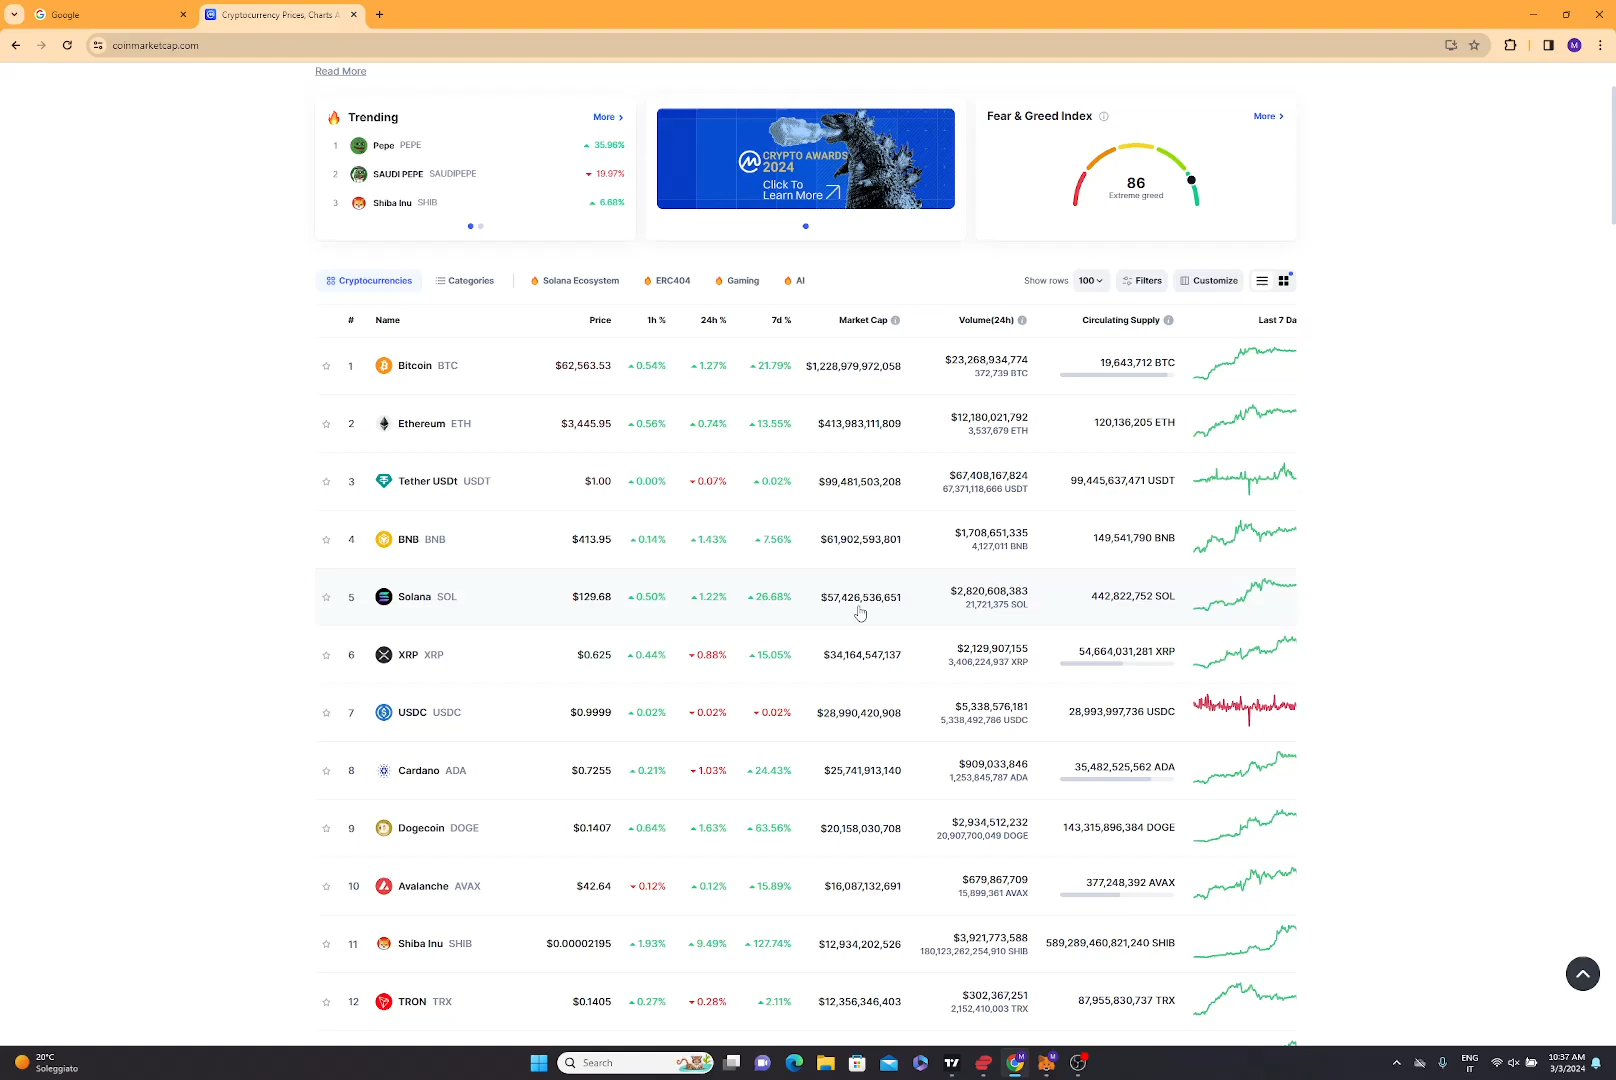 Google
Cryptocurrency Prices, Charts A
coinmarketcap.com
M
Read More
Trending
More
1 Pepe PEPE 35.96%
2 SAUDI PEPE SAUDIPEPE 19.97%
3 Shiba Inu SHIB 6.68%
CRYPTO AWARDS
2024
Click To
Learn More
Fear & Greed Index
More
86
Extreme greed
Cryptocurrencies Categories Solana Ecosystem ERC404 Gaming AI Show rows 100 Filters Customize
# Name Price 1h % 24h % 7d % Market Cap Volume(24h) Circulating Supply Last 7 Da
1 Bitcoin BTC $62,563.53 0.54% 1.27% 21.79% $1,228,979,972,058 $23,268,934,774 19,643,712 BTC
372,739 BTC
2 Ethereum ETH $3,445.95 0.56% 0.74% 13.55% $413,983,111,809 $12,180,021,792 120,136,205 ETH
3,537,679 ETH
3 Tether USDt USDT $1.00 0.00% 0.07% 0.02% $99,481,503,208 $67,408,167,824 99,445,637,471 USDT
67,371,118,666 USDT
4 BNB BNB $413.95 0.14% 1.43% 7.56% $61,902,593,801 $1,708,651,335 149,541,790 BNB
4,127,011 BNB
5 Solana SOL $129.68 0.50% 1.22% 26.68% $57,426,536,651 $2,820,608,383 442,822,752 SOL
21,721,375 SOL
6 XRP XRP $0.625 0.44% 0.88% 15.05% $34,164,547,137 $2,129,907,155 54,664,031,281 XRP
3,406,224,937 XRP
7 USDC USDC $0.9999 0.02% 0.02% 0.02% $28,990,420,908 $5,338,576,181 28,993,997,736 USDC
5,338,492,786 USDC
8 Cardano ADA $0.7255 0.21% 1.03% 24.43% $25,741,913,140 $909,033,846 35,482,525,562 ADA
1,253,845,787 ADA
9 Dogecoin DOGE $0.1407 0.64% 1.63% 63.56% $20,158,030,708 $2,934,512,232 143,315,896,384 DOGE
20,907,700,049 DOGE
10 Avalanche AVAX $42.64 0.12% 0.12% 15.89% $16,087,132,691 $679,867,709 377,248,392 AVAX
15,899,361 AVAX
11 Shiba Inu SHIB $0.00002195 1.93% 9.49% 127.74% $12,934,202,526 $3,921,773,588 589,289,460,821,240 SHIB
180,123,262,254,910 SHIB
12 TRON TRX $0.1405 0.27% 0.28% 2.11% $12,356,346,403 $302,367,251 87,955,830,737 TRX
2,152,410,003 TRX
20°C
Soleggiato
Search
ENG
IT
10:37 AM
3/3/2024